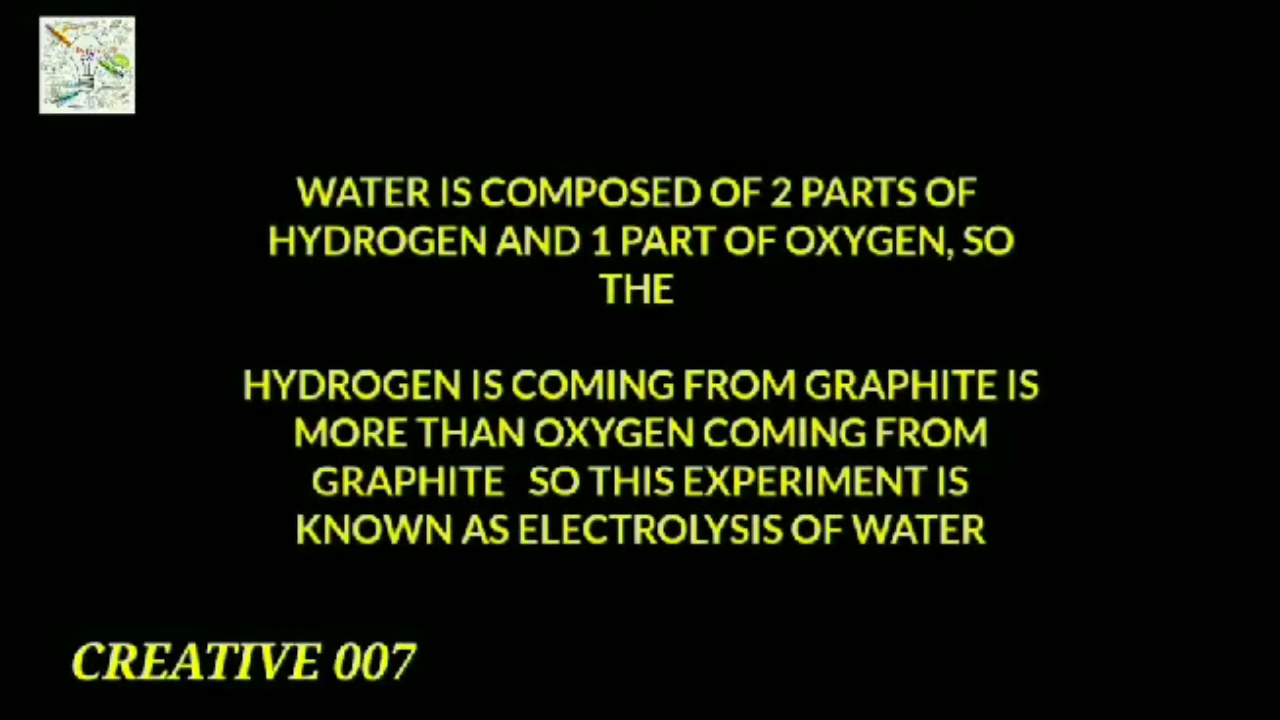 WATER IS COMPOSED OF 2 PARTS OF
HYDROGEN AND 1 PART OF OXYGEN, SO
THE
HYDROGEN IS COMING FROM GRAPHITE IS
MORE THAN OXYGEN COMING FROM
GRAPHITE SO THIS EXPERIMENT IS
KNOWN AS ELECTROLYSIS OF WATER
CREATIVE 007